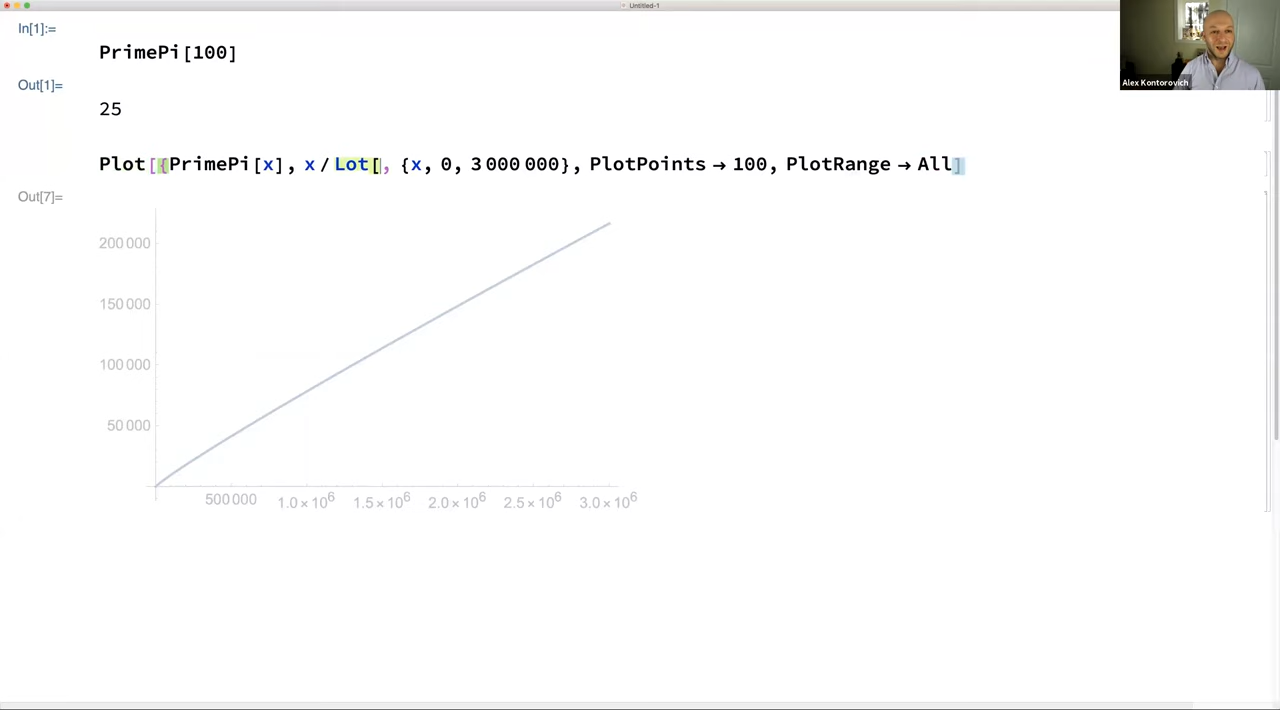 Untitled-1
In[1]:=
PrimePi[100]
Out[1]=
25
Plot[{PrimePi[x], x / Lot[, {x, 0, 3 000 000}, PlotPoints → 100, PlotRange → All]
Out[7]=
200 000
150 000
100 000
50 000
500 000 1.0×10⁶ 1.5×10⁶ 2.0×10⁶ 2.5×10⁶ 3.0×10⁶
Alex Kontorovich